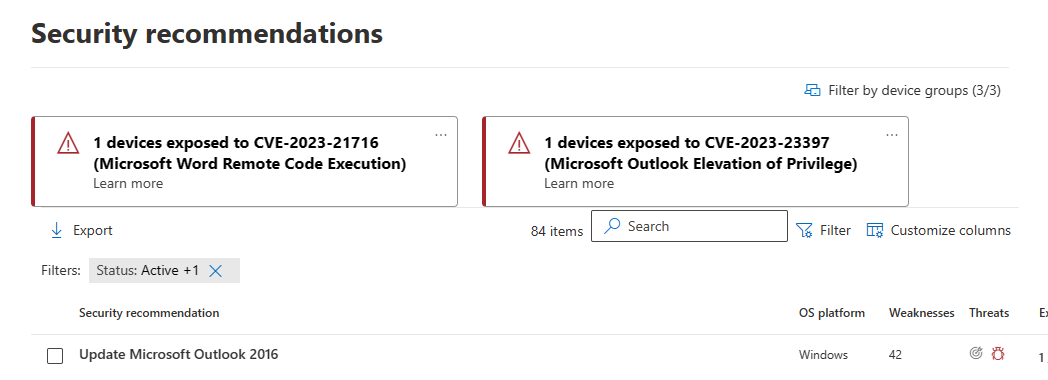 Security recommendations
Filter by device groups (3/3)
1 devices exposed to CVE-2023-21716
(Microsoft Word Remote Code Execution)
Learn more
1 devices exposed to CVE-2023-23397
(Microsoft Outlook Elevation of Privilege)
Learn more
Export
84 items
Search
Filter
Customize columns
Filters:
Status: Active +1
Security recommendation
OS platform
Weaknesses
Threats
Update Microsoft Outlook 2016
Windows
42
1